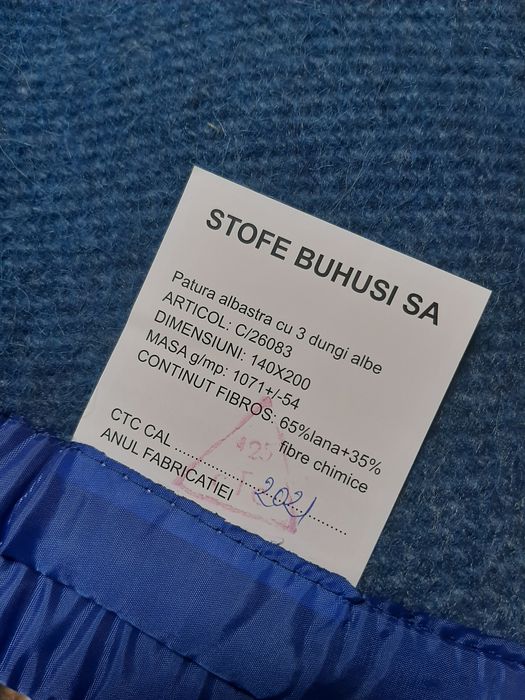 STOFE BUHUSI SA
Patura albastra cu 3 dungi albe
ARTICOL: C/26083
DIMENSIUNI: 140X200
MASA g/mp: 1071+/-54
CONTINUT FIBROS: 65%lana+35%
fibre chimice
CTC CAL ..............................
ANUL FABRICATIEI 2021
425